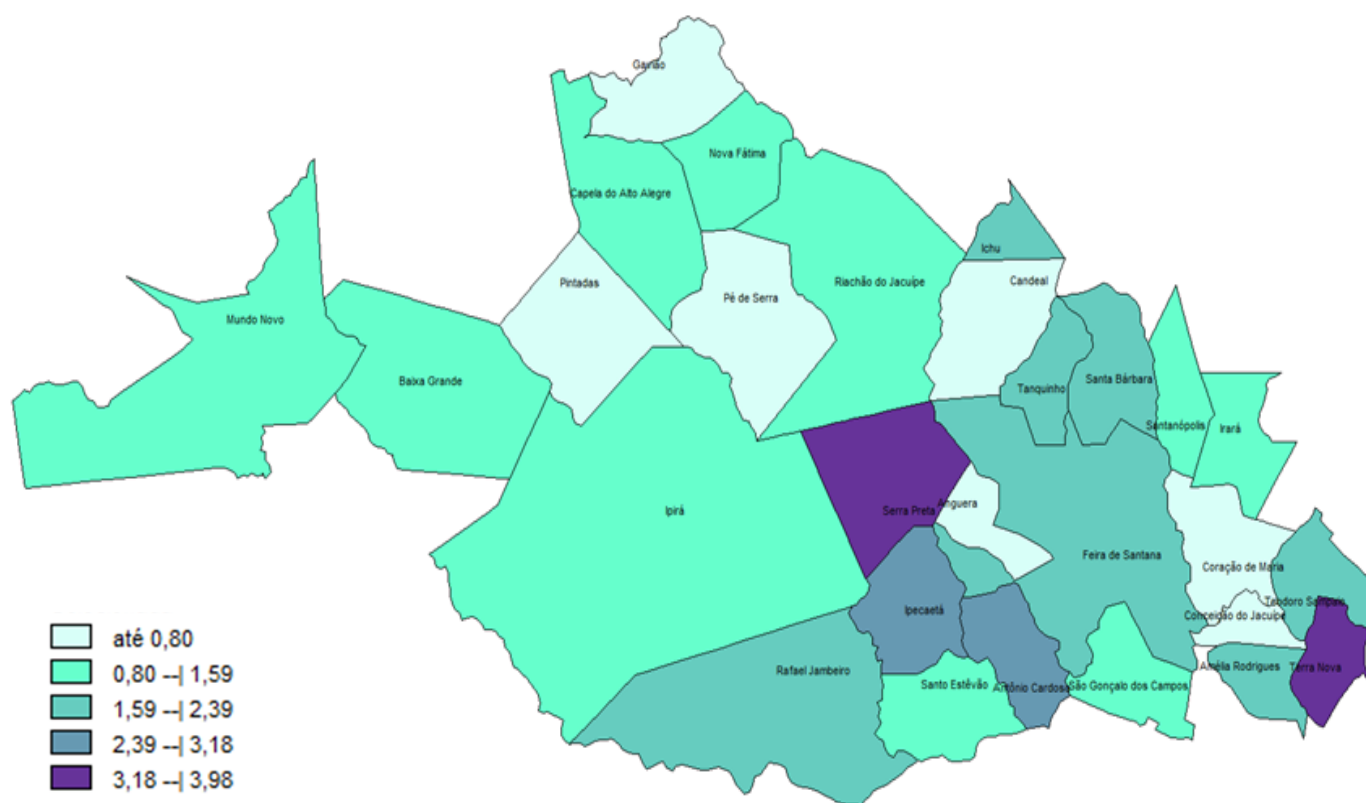 Gavião
Nova Fátima
Capela do Alto Alegre
Ichu
Pintadas
Pé de Serra
Riachão do Jacuípe
Candeal
Mundo Novo
Baixa Grande
Tanquinho
Santa Bárbara
Santanópolis
Irará
Ipirá
Serra Preta
Anguera
Feira de Santana
Coração de Maria
Ipecaetá
Teodoro Sampaio
Conceição do Jacuípe
Rafael Jambeiro
Santo Estêvão
Antônio Cardoso
São Gonçalo dos Campos
Amélia Rodrigues
Terra Nova
até 0,80
0,80 --| 1,59
1,59 --| 2,39
2,39 --| 3,18
3,18 --| 3,98